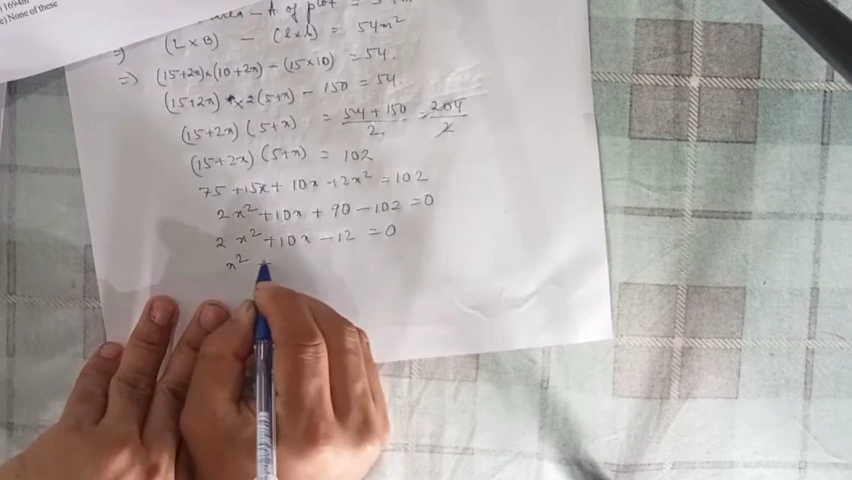 1694m
e) None of these
A of plot =
=> (L×B) - (l×b) = 54m²
=> (15+2x)×(10+2x) - (15×10) = 54.
(15+2x) × 2(5+x) - 150 = 54.
(15+2x) (5+x) = 54+150/2 = 204/2
(15+2x) (5+x) = 102
75 + 15x + 10x + 2x² = 102
2x² + 10x + 90 - 102 = 0
2 x² + 10x - 12 = 0
x² +